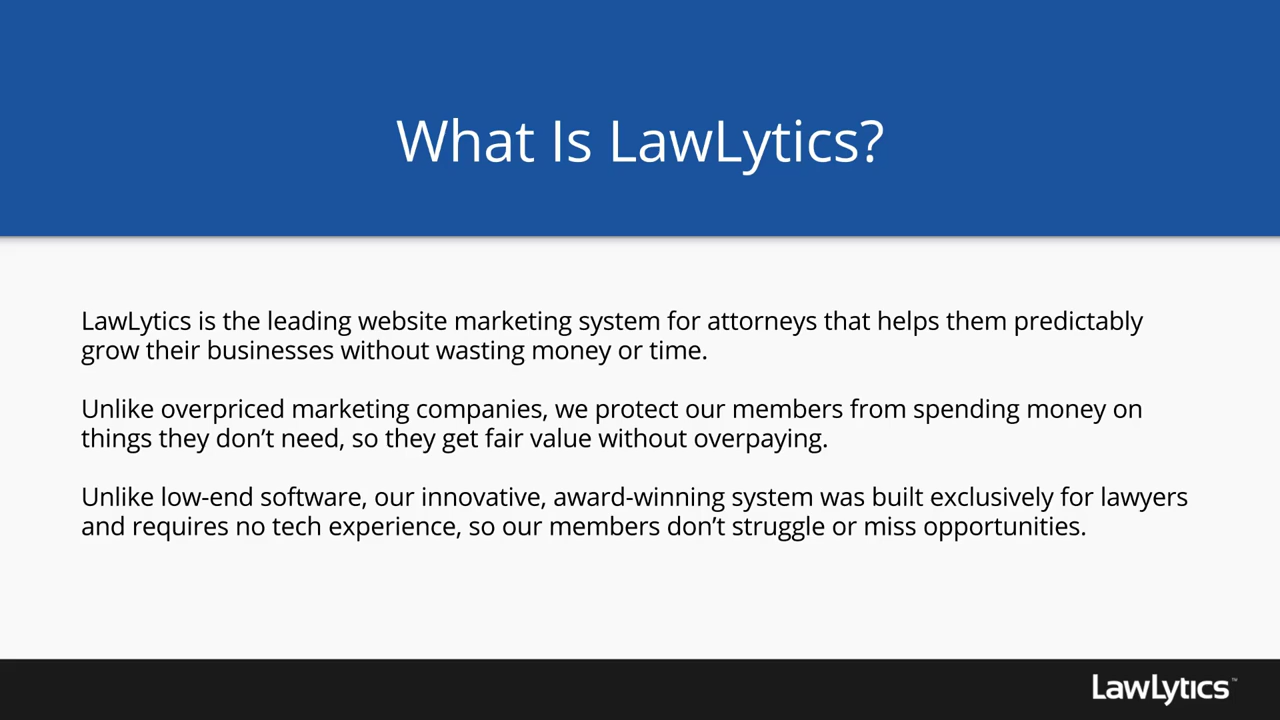 What Is LawLytics?
LawLytics is the leading website marketing system for attorneys that helps them predictably
grow their businesses without wasting money or time.
Unlike overpriced marketing companies, we protect our members from spending money on
things they don’t need, so they get fair value without overpaying.
Unlike low-end software, our innovative, award-winning system was built exclusively for lawyers
and requires no tech experience, so our members don’t struggle or miss opportunities.
LawLytics™